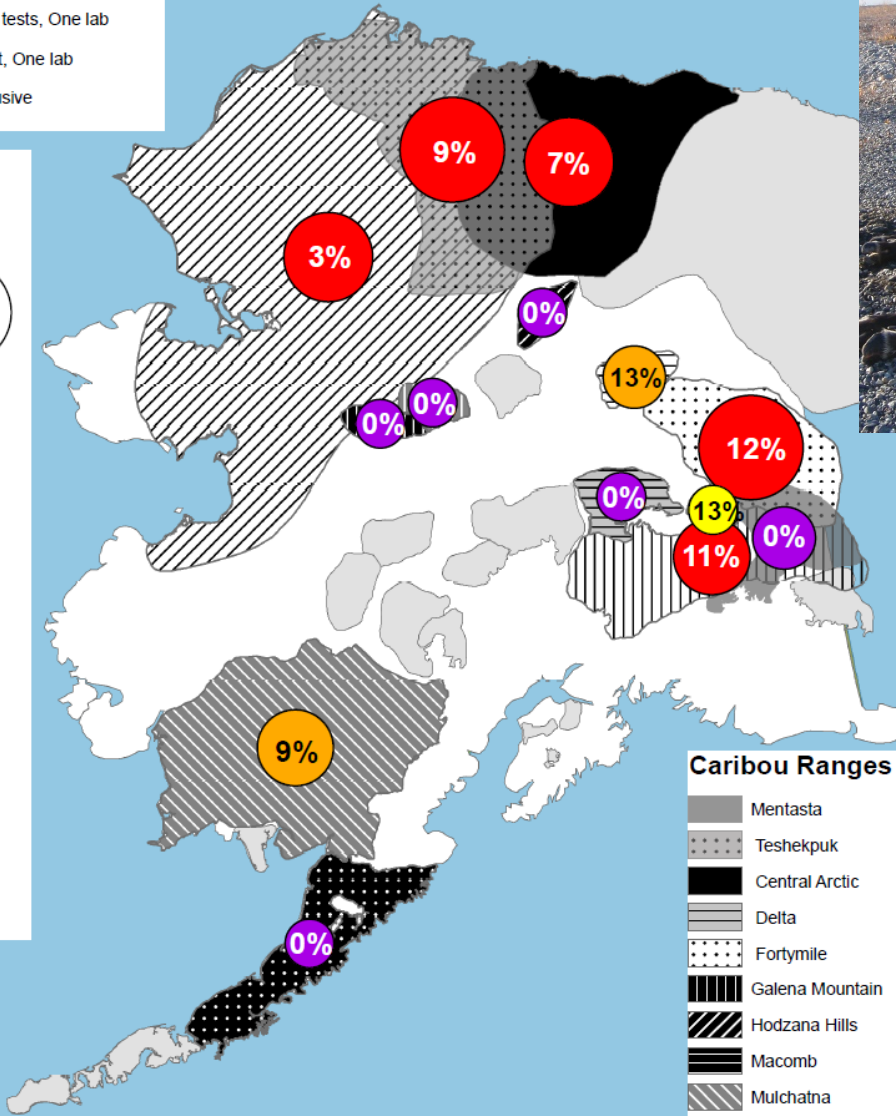 tests, One lab
, One lab
9%
7%
3%
0%
13%
0%
0%
12%
0%
13%
0%
11%
9%
0%
Caribou Ranges
Mentasta
Teshekpuk
Central Arctic
Delta
Fortymile
Galena Mountain
Hodzana Hills
Macomb
Mulchatna